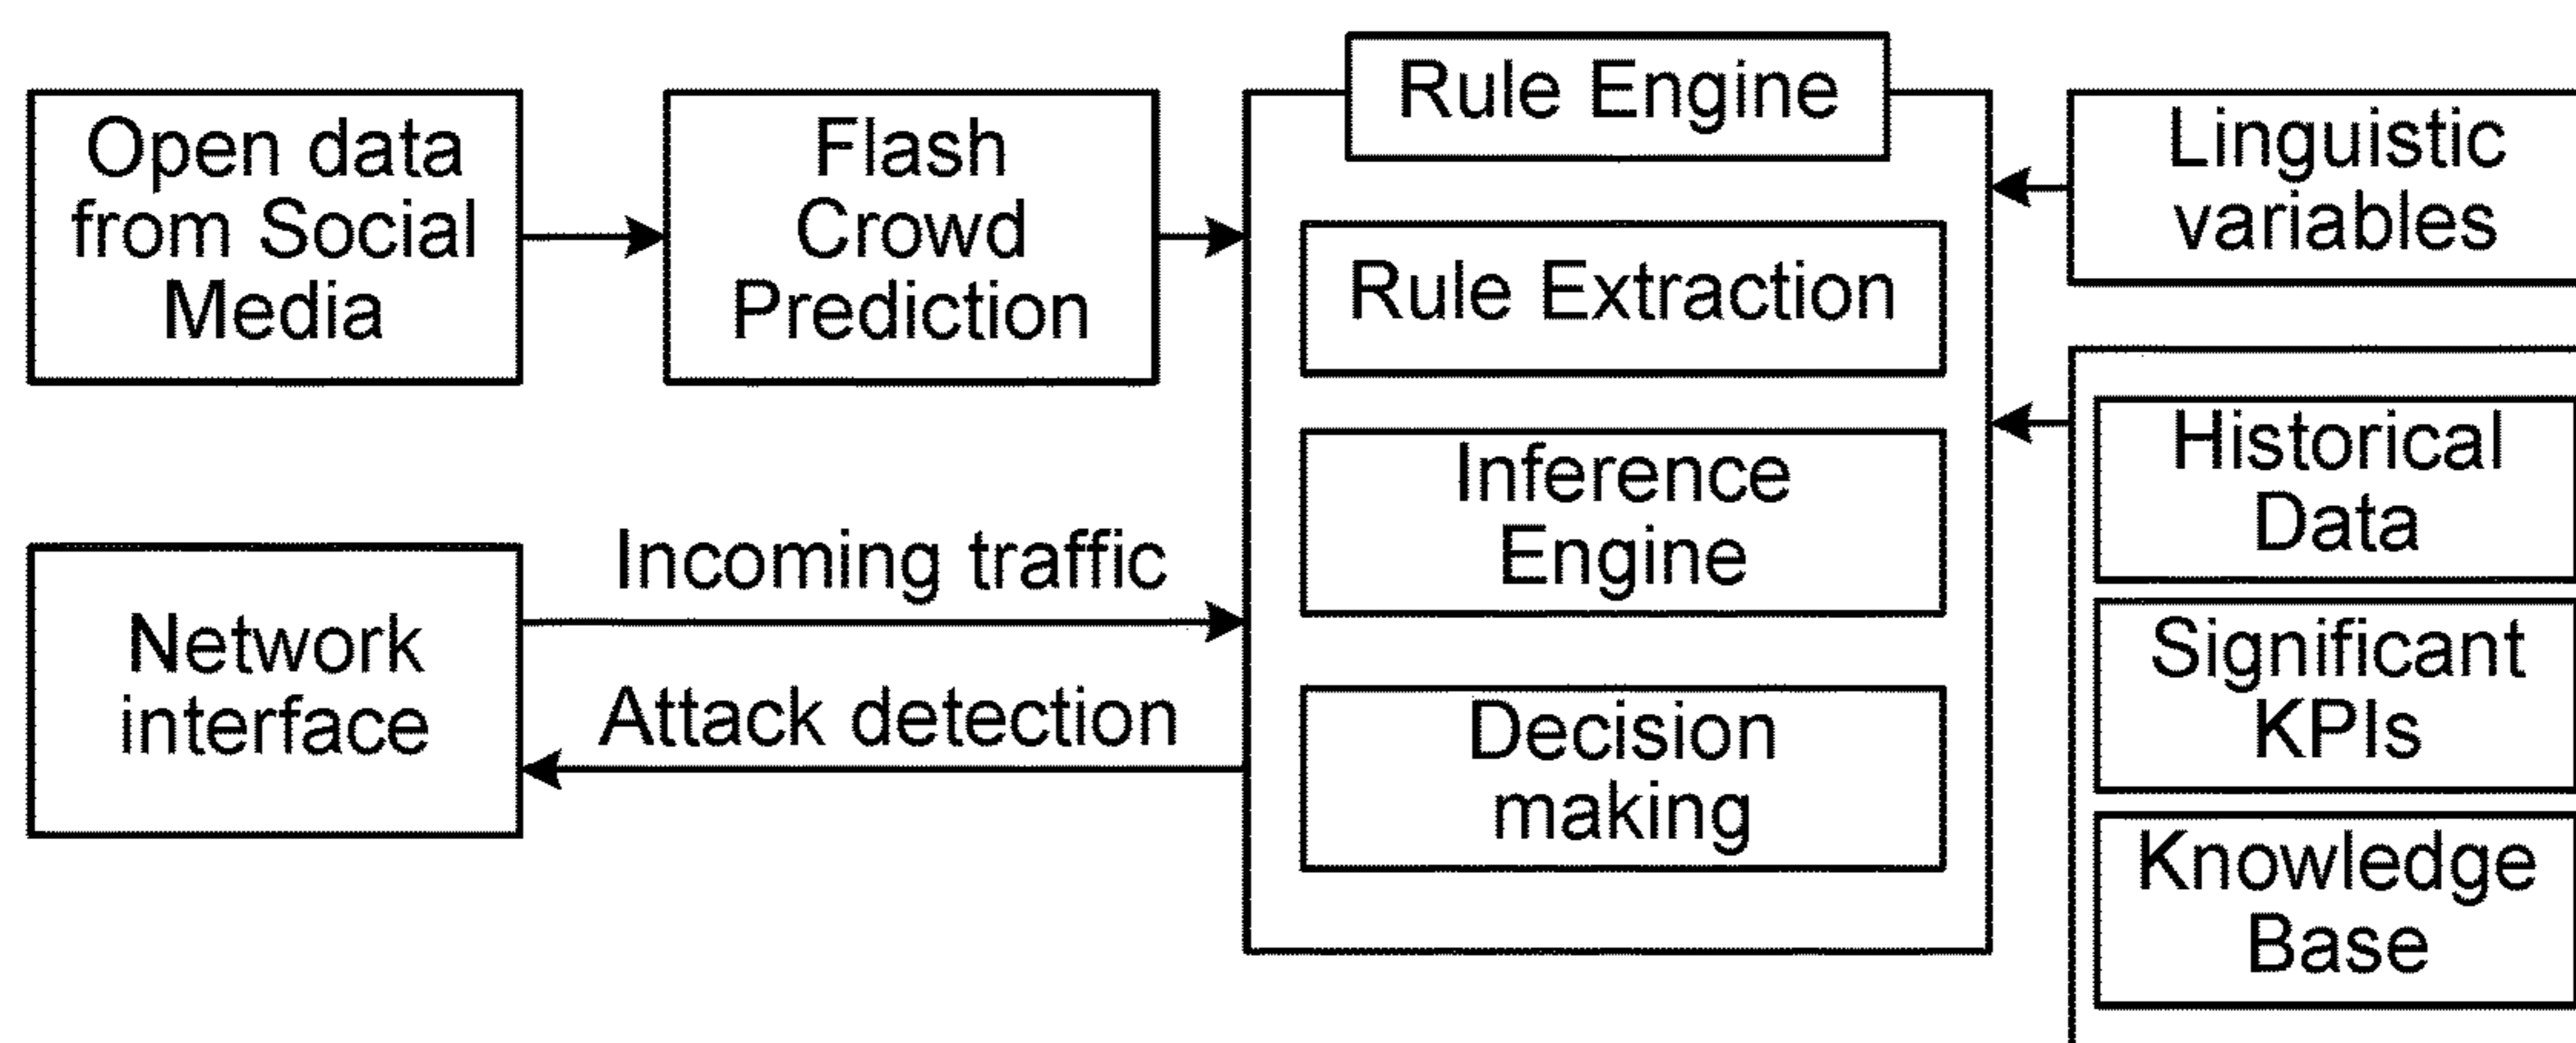 Open data
from Social
Media
Flash
Crowd
Prediction
Rule Engine
Rule Extraction
Inference
Engine
Decision
making
Linguistic
variables
Historical
Data
Significant
KPIs
Knowledge
Base
Network
interface
Incoming traffic
Attack detection